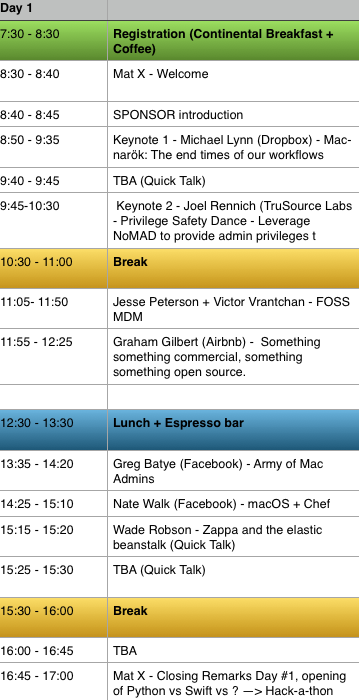 Day 1
7:30 - 8:30 Registration (Continental Breakfast +
Coffee)
8:30 - 8:40 Mat X - Welcome
8:40 - 8:45 SPONSOR introduction
8:50 - 9:35 Keynote 1 - Michael Lynn (Dropbox) - Mac-
narök: The end times of our workflows
9:40 - 9:45 TBA (Quick Talk)
9:45-10:30 Keynote 2 - Joel Rennich (TruSource Labs
- Privilege Safety Dance - Leverage
NoMAD to provide admin privileges t
10:30 - 11:00 Break
11:05- 11:50 Jesse Peterson + Victor Vrantchan - FOSS
MDM
11:55 - 12:25 Graham Gilbert (Airbnb) - Something
something commercial, something
something open source.
12:30 - 13:30 Lunch + Espresso bar
13:35 - 14:20 Greg Batye (Facebook) - Army of Mac
Admins
14:25 - 15:10 Nate Walk (Facebook) - macOS + Chef
15:15 - 15:20 Wade Robson - Zappa and the elastic
beanstalk (Quick Talk)
15:25 - 15:30 TBA (Quick Talk)
15:30 - 16:00 Break
16:00 - 16:45 TBA
16:45 - 17:00 Mat X - Closing Remarks Day #1, opening
of Python vs Swift vs ? —> Hack-a-thon